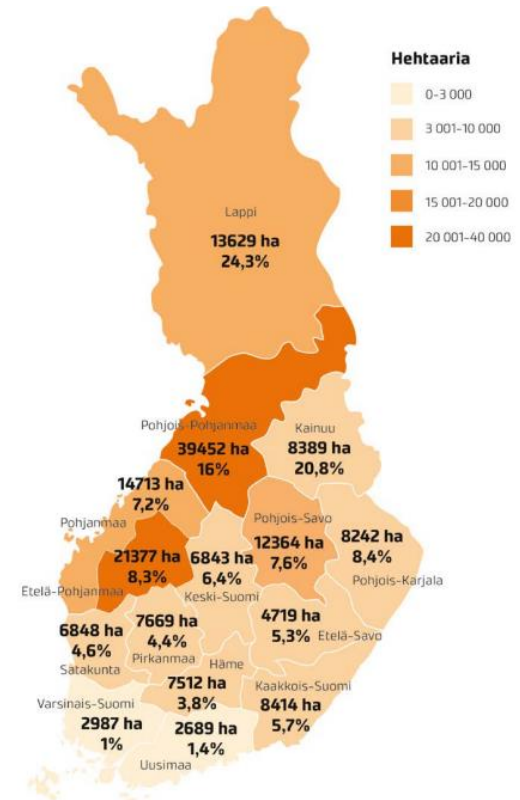 Hehtaaria
0-3 000
3 001-10 000
10 001-15 000
15 001-20 000
20 001-40 000
Lappi
13629 ha
24,3%
Pohjois-Pohjanmaa
39452 ha
16%
Kainuu
8389 ha
20,8%
14713 ha
7,2%
Pohjanmaa
Pohjois-Savo
12364 ha
7,6%
8242 ha
8,4%
Pohjois-Karjala
21377 ha
8,3%
Etelä-Pohjanmaa
6843 ha
6,4%
Keski-Suomi
6848 ha
4,6%
Satakunta
7669 ha
4,4%
Pirkanmaa
4719 ha
5,3%
Etelä-Savo
Häme
7512 ha
3,8%
Kaakkois-Suomi
8414 ha
5,7%
Varsinais-Suomi
2987 ha
1%
2689 ha
1,4%
Uusimaa